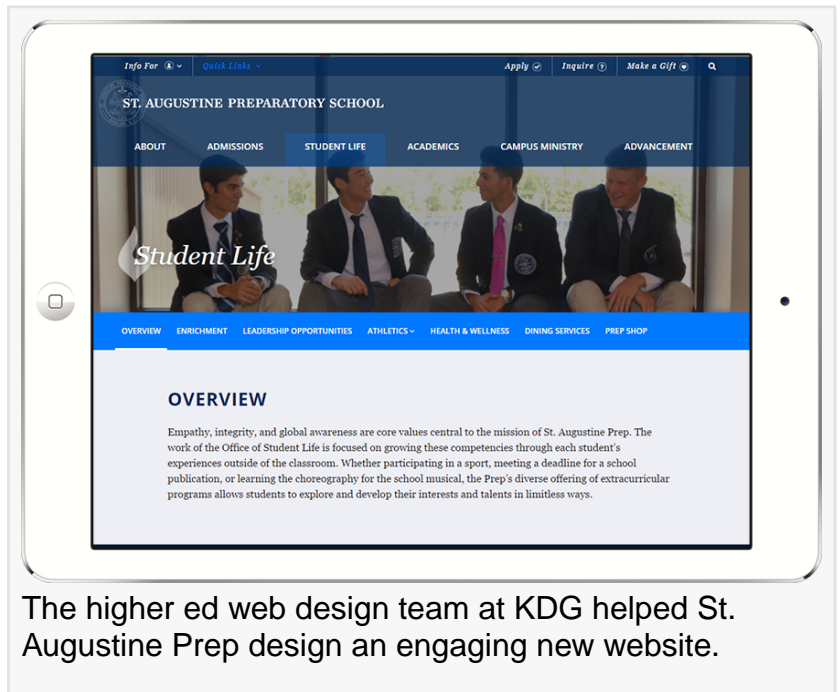 Info For Quick Links Apply Inquire Make a Gift
ST. AUGUSTINE PREPARATORY SCHOOL
ABOUT ADMISSIONS STUDENT LIFE ACADEMICS CAMPUS MINISTRY ADVANCEMENT
Student Life
OVERVIEW ENRICHMENT LEADERSHIP OPPORTUNITIES ATHLETICS HEALTH & WELLNESS DINING SERVICES PREP SHOP
OVERVIEW
Empathy, integrity, and global awareness are core values central to the mission of St. Augustine Prep. The
work of the Office of Student Life is focused on growing these competencies through each student's
experiences outside of the classroom. Whether participating in a sport, meeting a deadline for a school
publication, or learning the choreography for the school musical, the Prep's diverse offering of extracurricular
programs allows students to explore and develop their interests and talents in limitless ways.
The higher ed web design team at KDG helped St.
Augustine Prep design an engaging new website.